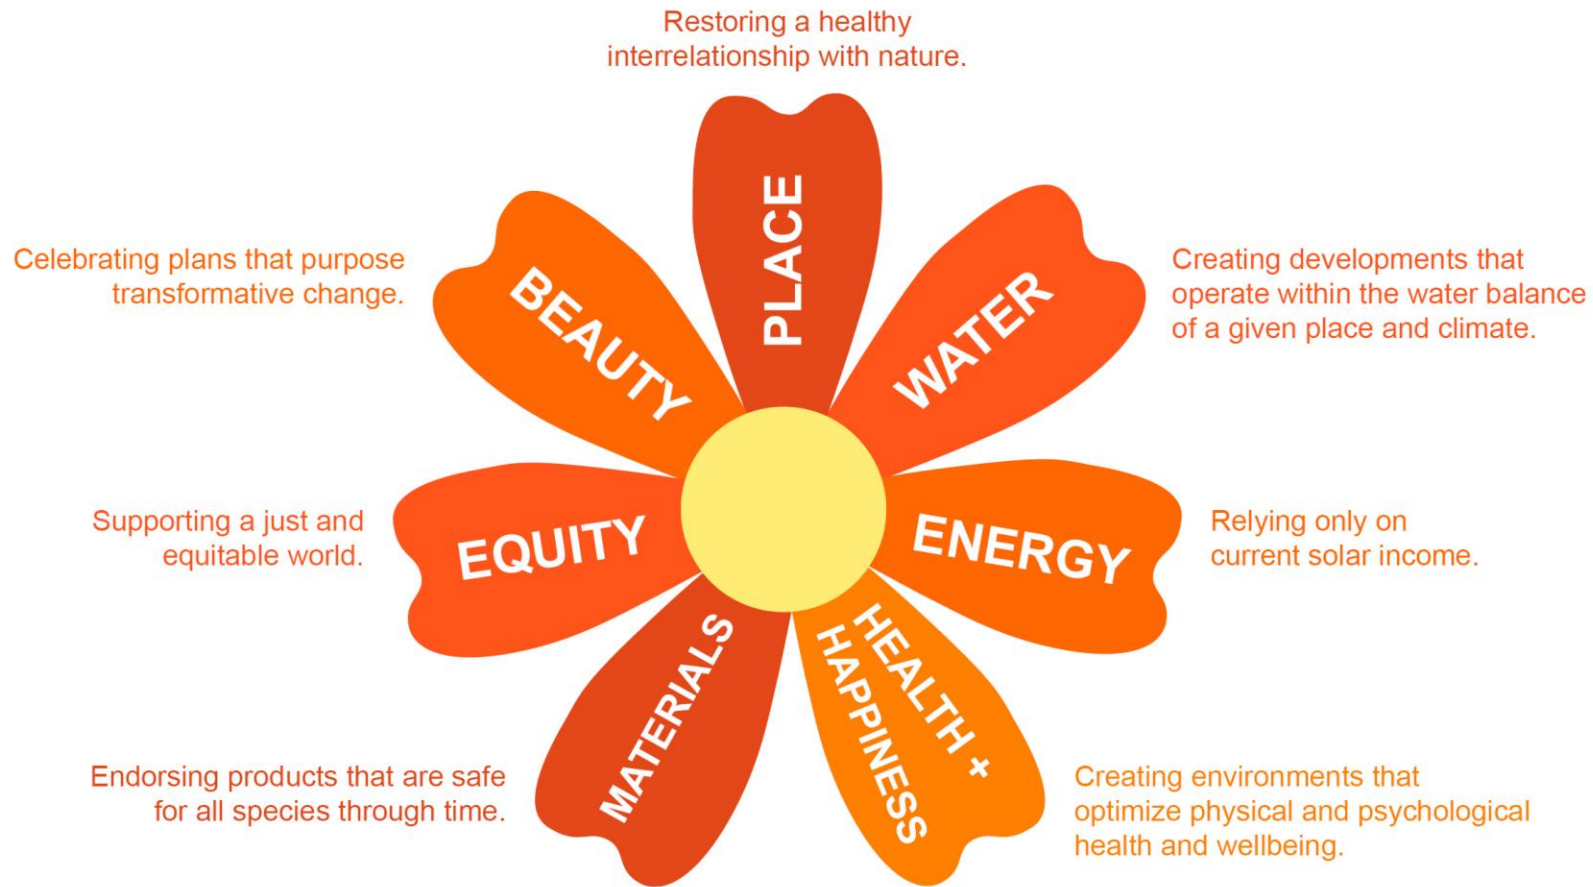 Restoring a healthy
interrelationship with nature.
PLACE
Creating developments that
operate within the water balance
of a given place and climate.
WATER
Relying only on
current solar income.
ENERGY
Creating environments that
optimize physical and psychological
health and wellbeing.
HEALTH +
HAPPINESS
Endorsing products that are safe
for all species through time.
MATERIALS
Supporting a just and
equitable world.
EQUITY
Celebrating plans that purpose
transformative change.
BEAUTY